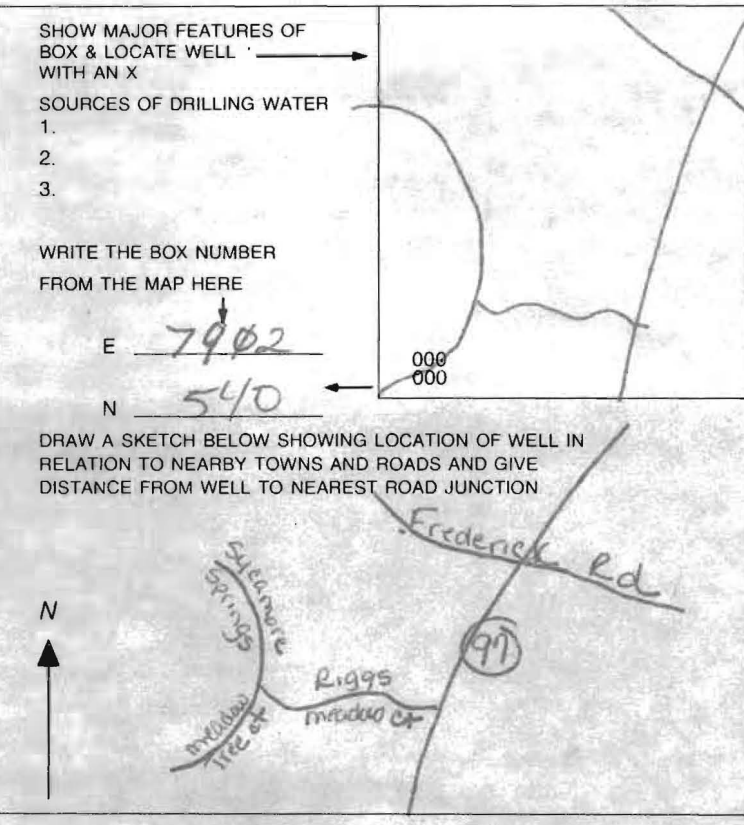 SHOW MAJOR FEATURES OF
BOX & LOCATE WELL
WITH AN X
SOURCES OF DRILLING WATER
1.
2.
3.
WRITE THE BOX NUMBER
FROM THE MAP HERE
E 7902
N 540
000
000
DRAW A SKETCH BELOW SHOWING LOCATION OF WELL IN
RELATION TO NEARBY TOWNS AND ROADS AND GIVE
DISTANCE FROM WELL TO NEAREST ROAD JUNCTION
Frederick Rd
Sycamore
Springs
N
97
Riggs
meadow ct
meadow
Tree ct